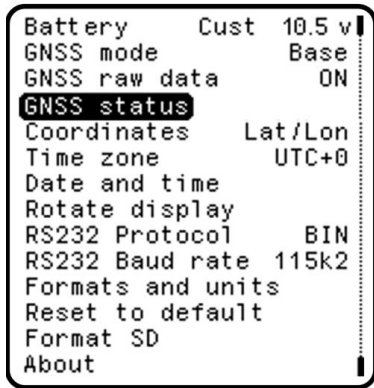 Battery Cust 10.5 v
GNSS mode Base
GNSS raw data ON
GNSS status
Coordinates Lat/Lon
Time zone UTC+0
Date and time
Rotate display
RS232 Protocol BIN
RS232 Baud rate 115k2
Formats and units
Reset to default
Format SD
About